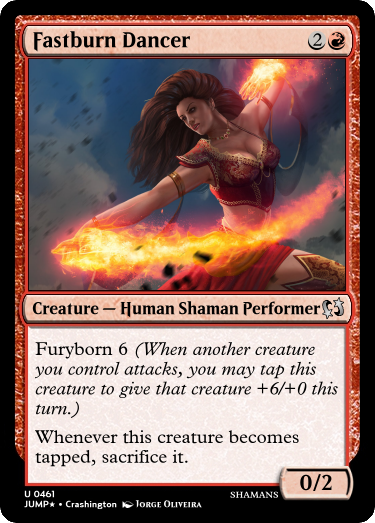 Fastburn Dancer 2
Creature — Human Shaman Performer
Furyborn 6 (When another creature
you control attacks, you may tap this
creature to give that creature +6/+0 this
turn.)
Whenever this creature becomes
tapped, sacrifice it.
0/2
U 0461 SHAMANS
JUMP★ • Crashington Jorge Oliveira